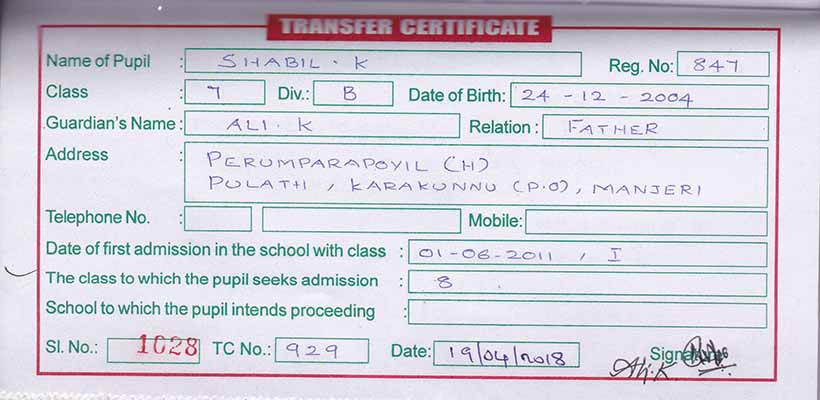 TRANSFER CERTIFICATE
Name of Pupil : SHABIL . K Reg. No: 847
Class : 7 Div.: B Date of Birth: 24 - 12 - 2004
Guardian's Name : ALI . K Relation : FATHER
Address : PERUMPARAPOYIL (H)
PULATH , KARAKUNNU (P.O), MANJERI
Telephone No. : Mobile:
Date of first admission in the school with class : 01-06-2011 , I
The class to which the pupil seeks admission : 8
School to which the pupil intends proceeding :
Sl. No.: 1028 TC No.: 929 Date: 19/04/2018 Signature
Ali.K